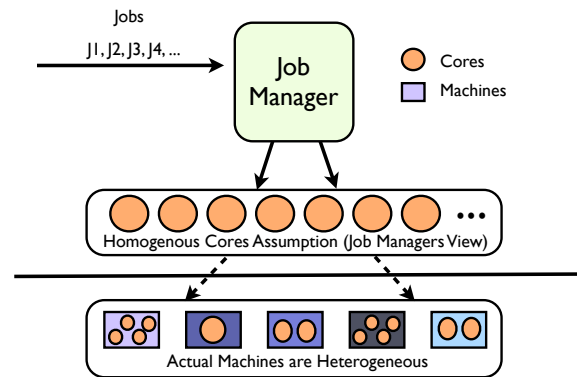 Jobs
J1, J2, J3, J4, ...
Job
Manager
Cores
Machines
Homogenous Cores Assumption (Job Managers View)
Actual Machines are Heterogeneous